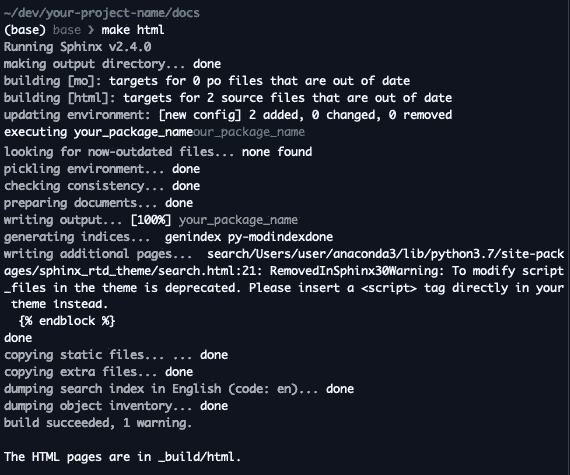 ~/dev/your-project-name/docs
(base) base ❯ make html
Running Sphinx v2.4.0
making output directory... done
building [mo]: targets for 0 po files that are out of date
building [html]: targets for 2 source files that are out of date
updating environment: [new config] 2 added, 0 changed, 0 removed
executing your_package_nameour_package_name
looking for now-outdated files... none found
pickling environment... done
checking consistency... done
preparing documents... done
writing output... [100%] your_package_name
generating indices...  genindex py-modindexdone
writing additional pages...  search/Users/user/anaconda3/lib/python3.7/site-pack
ages/sphinx_rtd_theme/search.html:21: RemovedInSphinx30Warning: To modify script
_files in the theme is deprecated. Please insert a <script> tag directly in your
 theme instead.
  {% endblock %}
done
copying static files... ... done
copying extra files... done
dumping search index in English (code: en)... done
dumping object inventory... done
build succeeded, 1 warning.
The HTML pages are in _build/html.